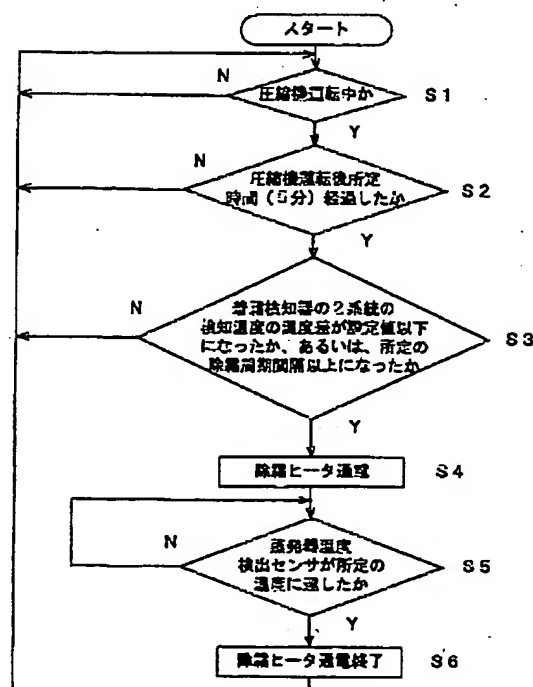 スタート
N
圧縮機運転中か
S1
Y
N
圧縮機運転後所定
時間(5分)経過したか
S2
Y
N
着霜検知器の2系統の
検知温度の温度量が設定値以下
になったか、あるいは、所定の
除霜周期間隔以上になったか
S3
Y
除霜ヒータ通電
S4
N
蒸発器温度
検出センサが所定の
温度に達したか
S5
Y
除霜ヒータ通電終了
S6